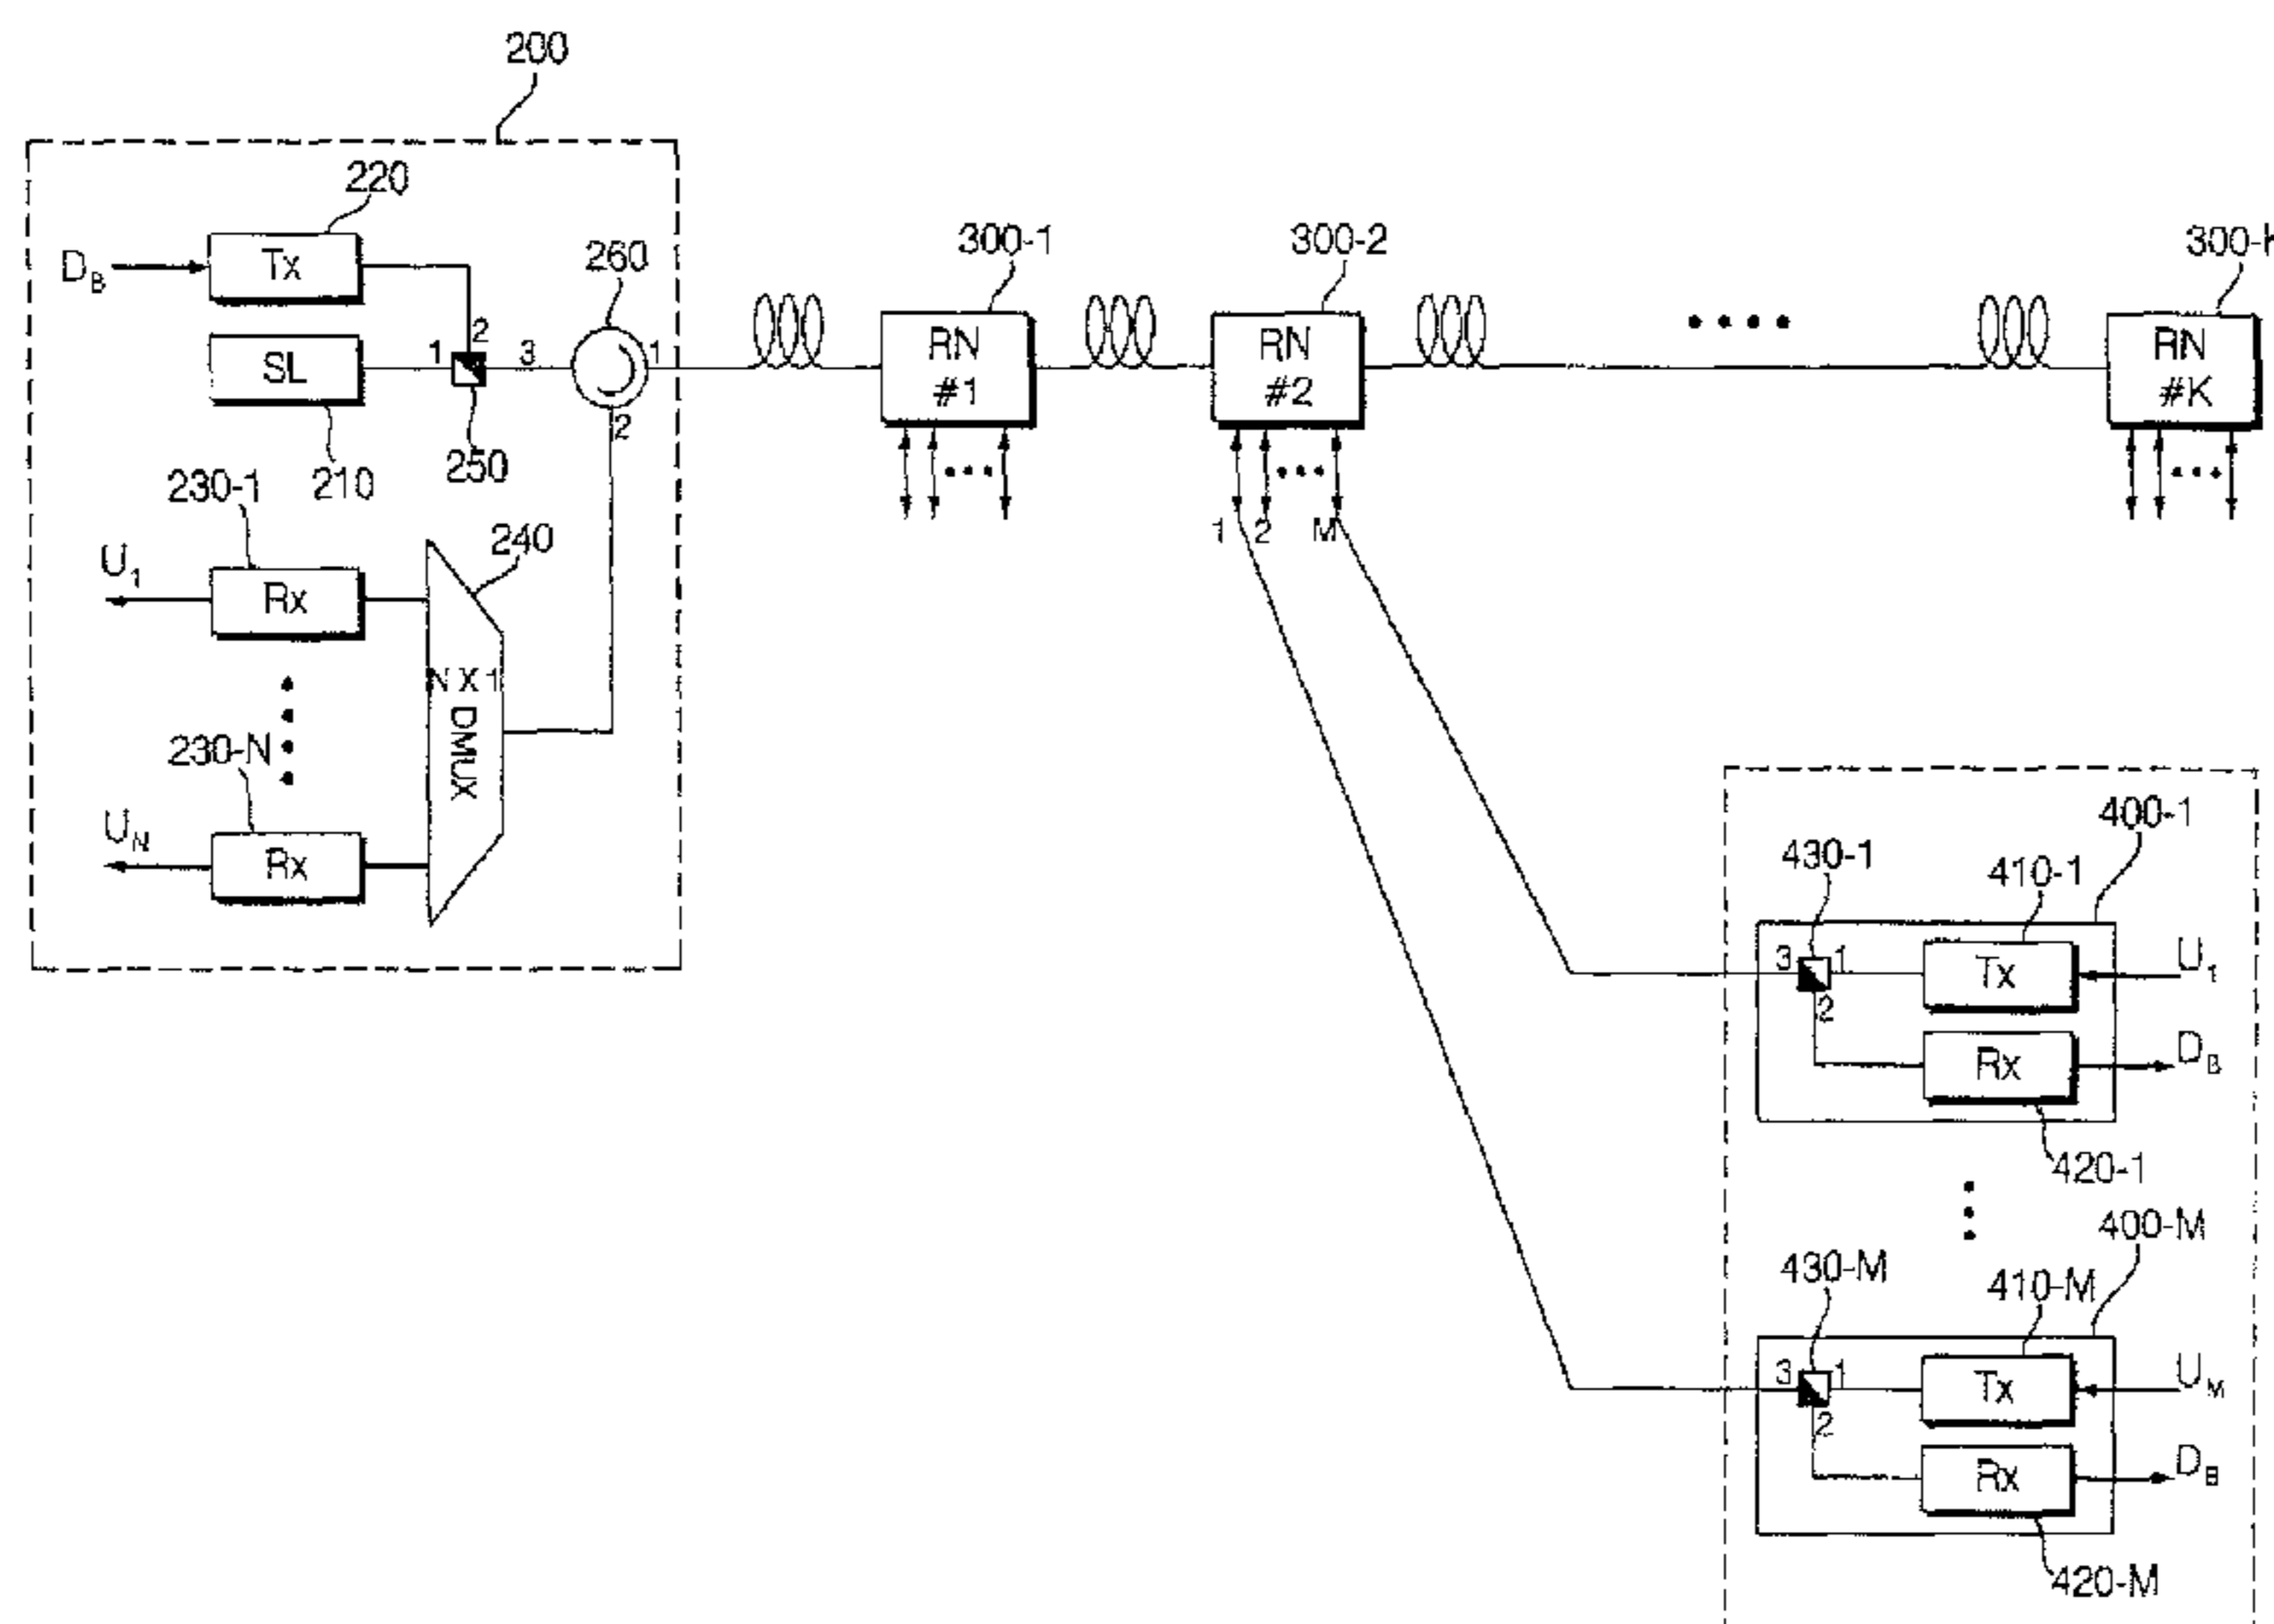 200
220
D_B
Tx
260
300-1
300-2
300-K
SL
1
2
3
1
2
250
210
RN
#1
RN
#2
RN
#K
1
2
M
230-1
240
U_1
Rx
N X 1
DMUX
230-N
U_N
Rx
400-1
430-1
410-1
3
1
2
Tx
U_1
Rx
D_B
420-1
400-M
430-M
410-M
3
1
2
Tx
U_M
Rx
D_B
420-M